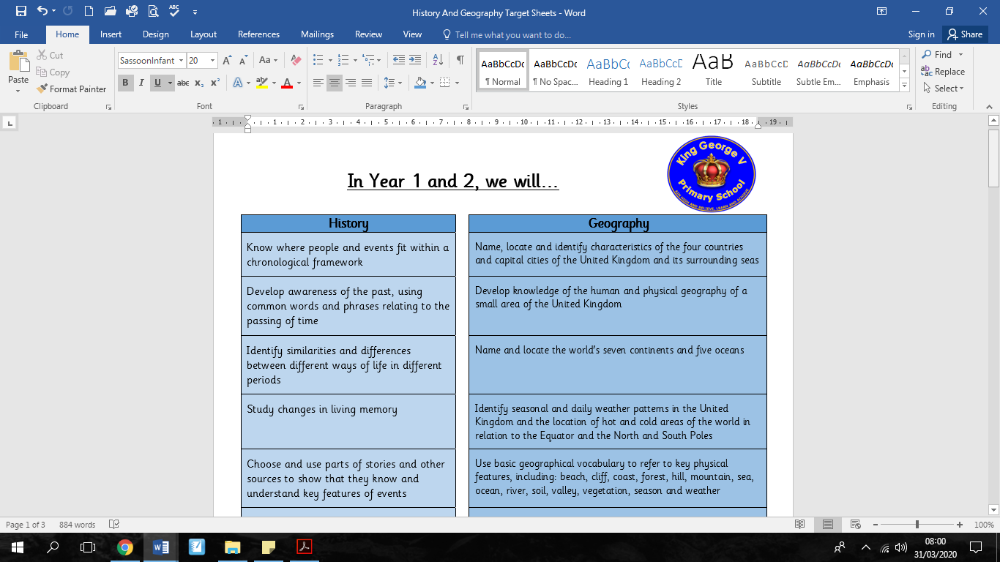 History And Geography Target Sheets - Word
File Home Insert Design Layout References Mailings Review View Tell me what you want to do... Sign in Share
Paste
Cut
Copy
Format Painter
Clipboard
SassoonInfant 20 Aa
B I U abc x₂ x² A ab A
Font
Paragraph
AaBbCcDc AaBbCcDc AaBbCc AaBbCcD AaB AaBbCcD AaBbCcDc AaBbCcDc
¶ Normal ¶ No Spac... Heading 1 Heading 2 Title Subtitle Subtle Em... Emphasis
Styles
Find
Replace
Select
Editing
L
1 1 2 3 4 5 6 7 8 9 10 11 12 13 14 15 16 17 18 19
King George V
Primary School
AIM HIGH AND BELIEVE, LEARN AND ACHIEVE
In Year 1 and 2, we will...
History
Know where people and events fit within a
chronological framework
Develop awareness of the past, using
common words and phrases relating to the
passing of time
Identify similarities and differences
between different ways of life in different
periods
Study changes in living memory
Choose and use parts of stories and other
sources to show that they know and
understand key features of events
Geography
Name, locate and identify characteristics of the four countries
and capital cities of the United Kingdom and its surrounding seas
Develop knowledge of the human and physical geography of a
small area of the United Kingdom
Name and locate the world's seven continents and five oceans
Identify seasonal and daily weather patterns in the United
Kingdom and the location of hot and cold areas of the world in
relation to the Equator and the North and South Poles
Use basic geographical vocabulary to refer to key physical
features, including: beach, cliff, coast, forest, hill, mountain, sea,
ocean, river, soil, valley, vegetation, season and weather
Page 1 of 3 884 words 100%
08:00
31/03/2020